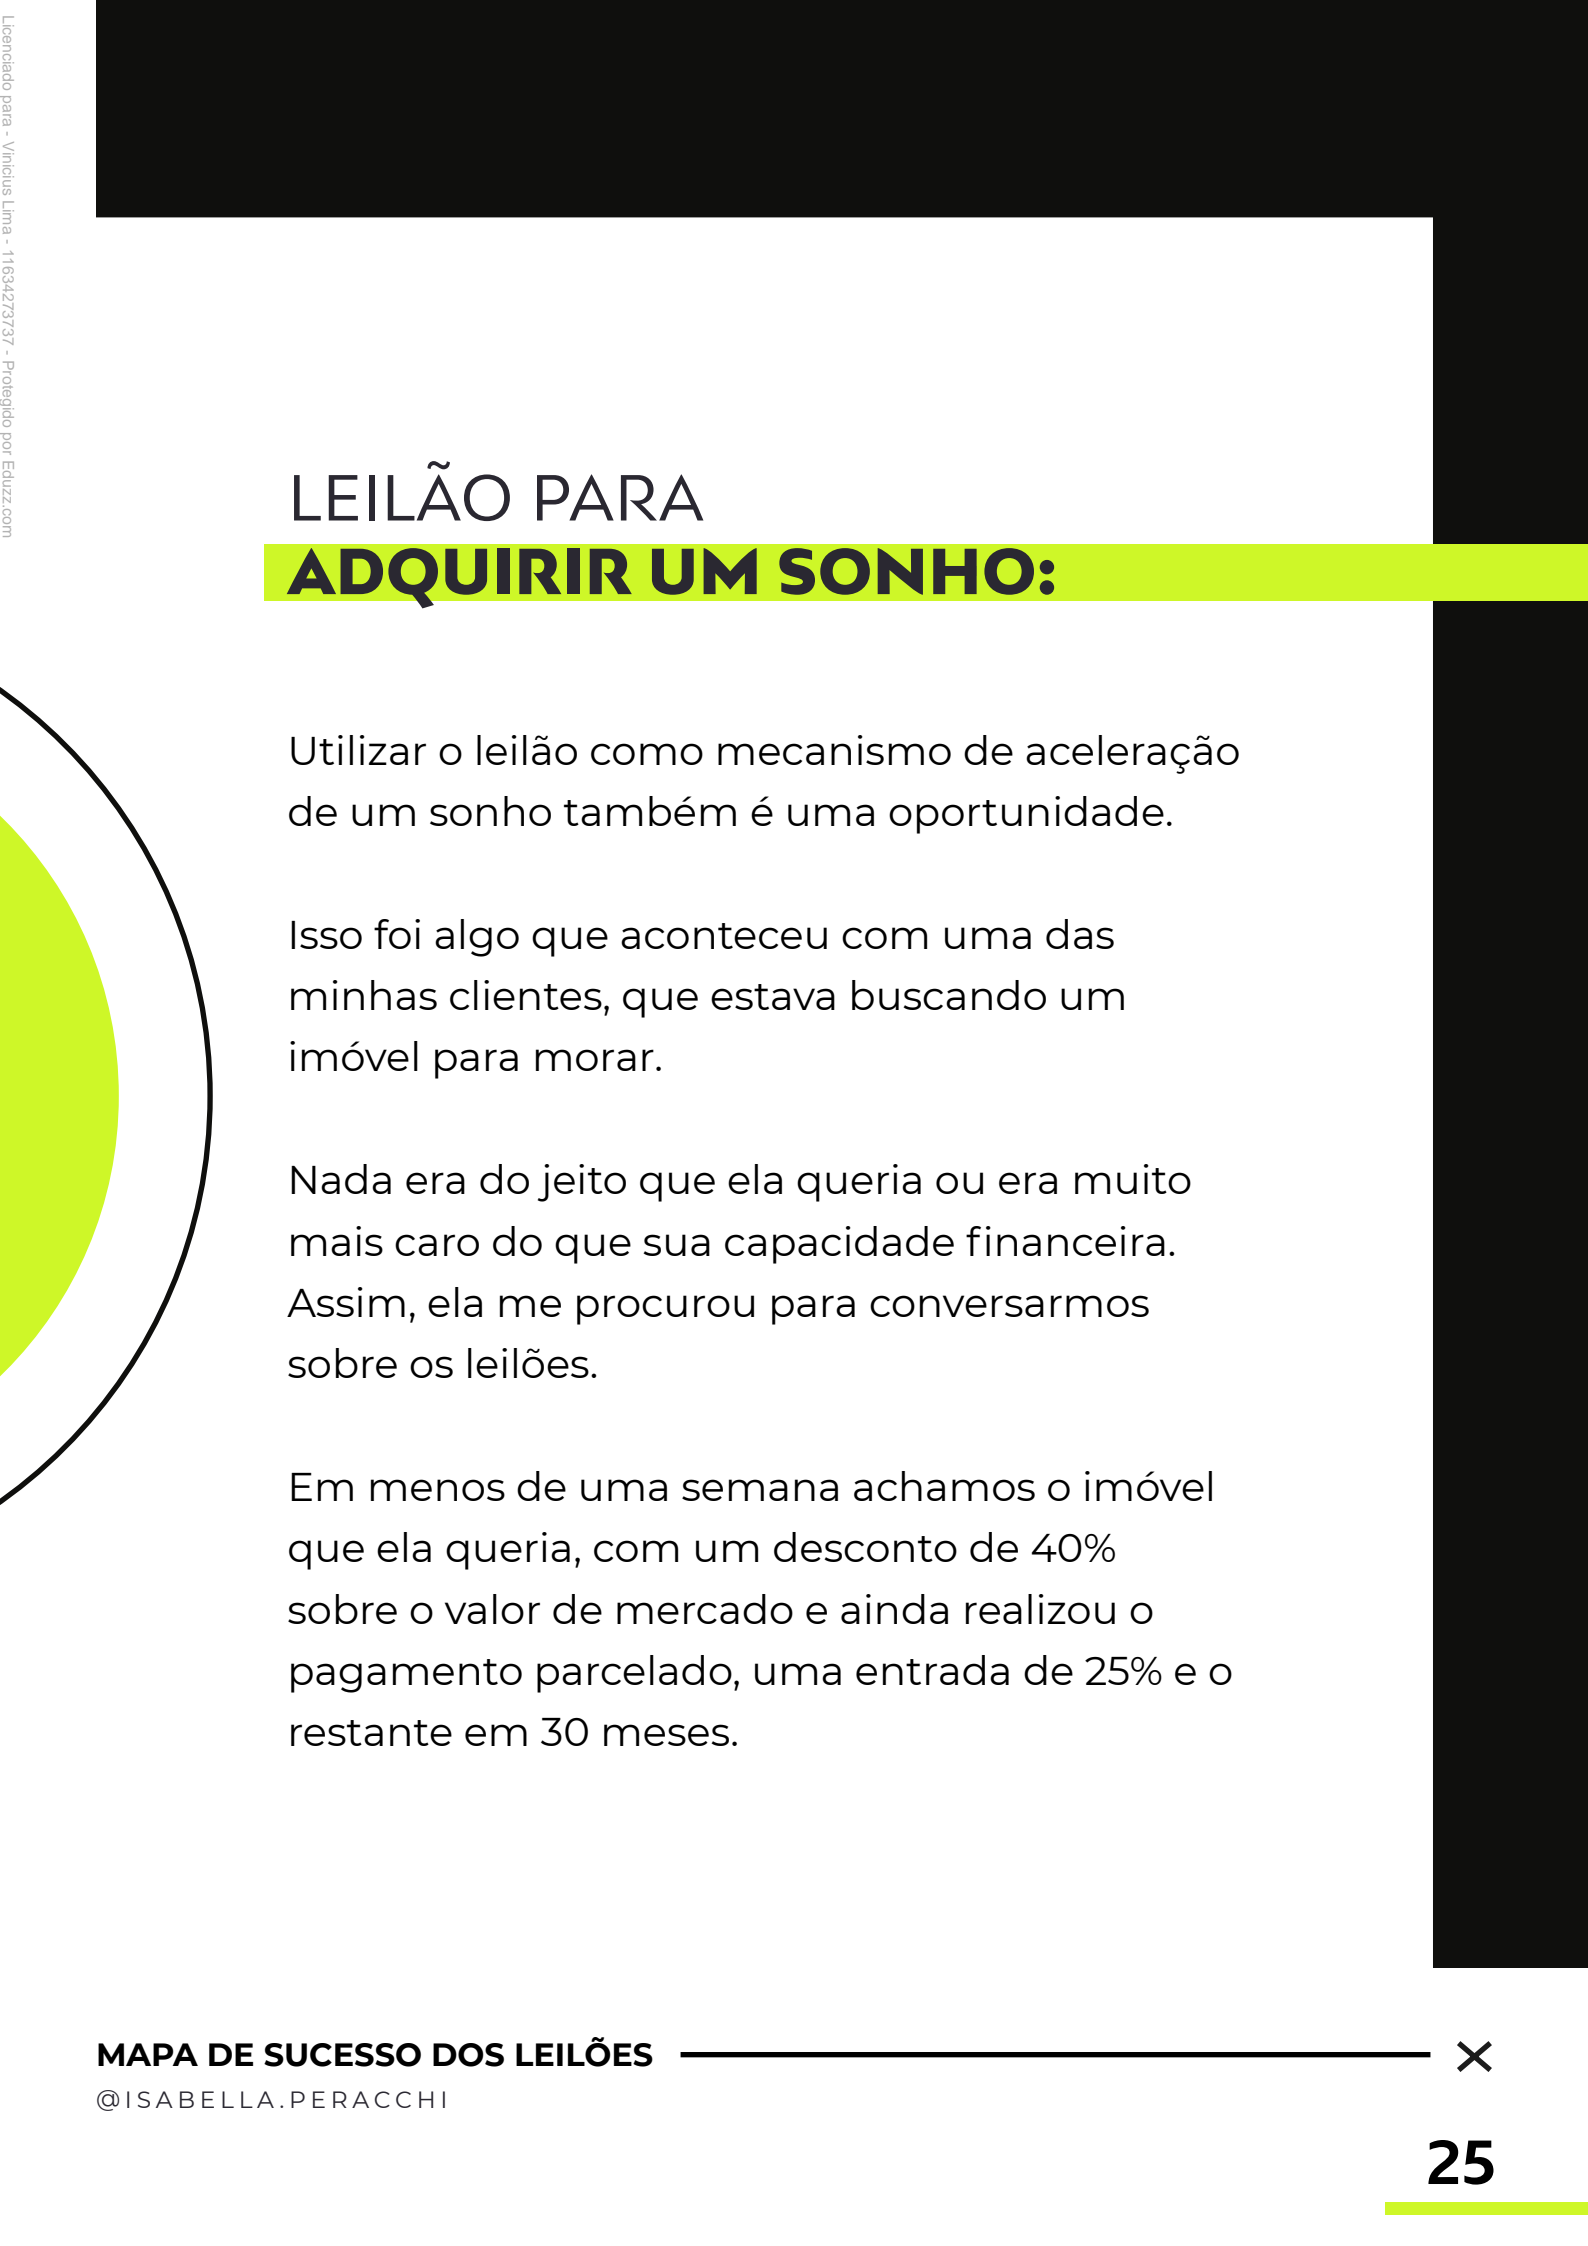 Licenciado para - Vinicius Lima - 11634273737 - Protegido por Eduzz.com
LEILÃO PARA
ADQUIRIR UM SONHO:
Utilizar o leilão como mecanismo de aceleração
de um sonho também é uma oportunidade.
Isso foi algo que aconteceu com uma das
minhas clientes, que estava buscando um
imóvel para morar.
Nada era do jeito que ela queria ou era muito
mais caro do que sua capacidade financeira.
Assim, ela me procurou para conversarmos
sobre os leilões.
Em menos de uma semana achamos o imóvel
que ela queria, com um desconto de 40%
sobre o valor de mercado e ainda realizou o
pagamento parcelado, uma entrada de 25% e o
restante em 30 meses.
MAPA DE SUCESSO DOS LEILÕES
@ISABELLA.PERACCHI
25